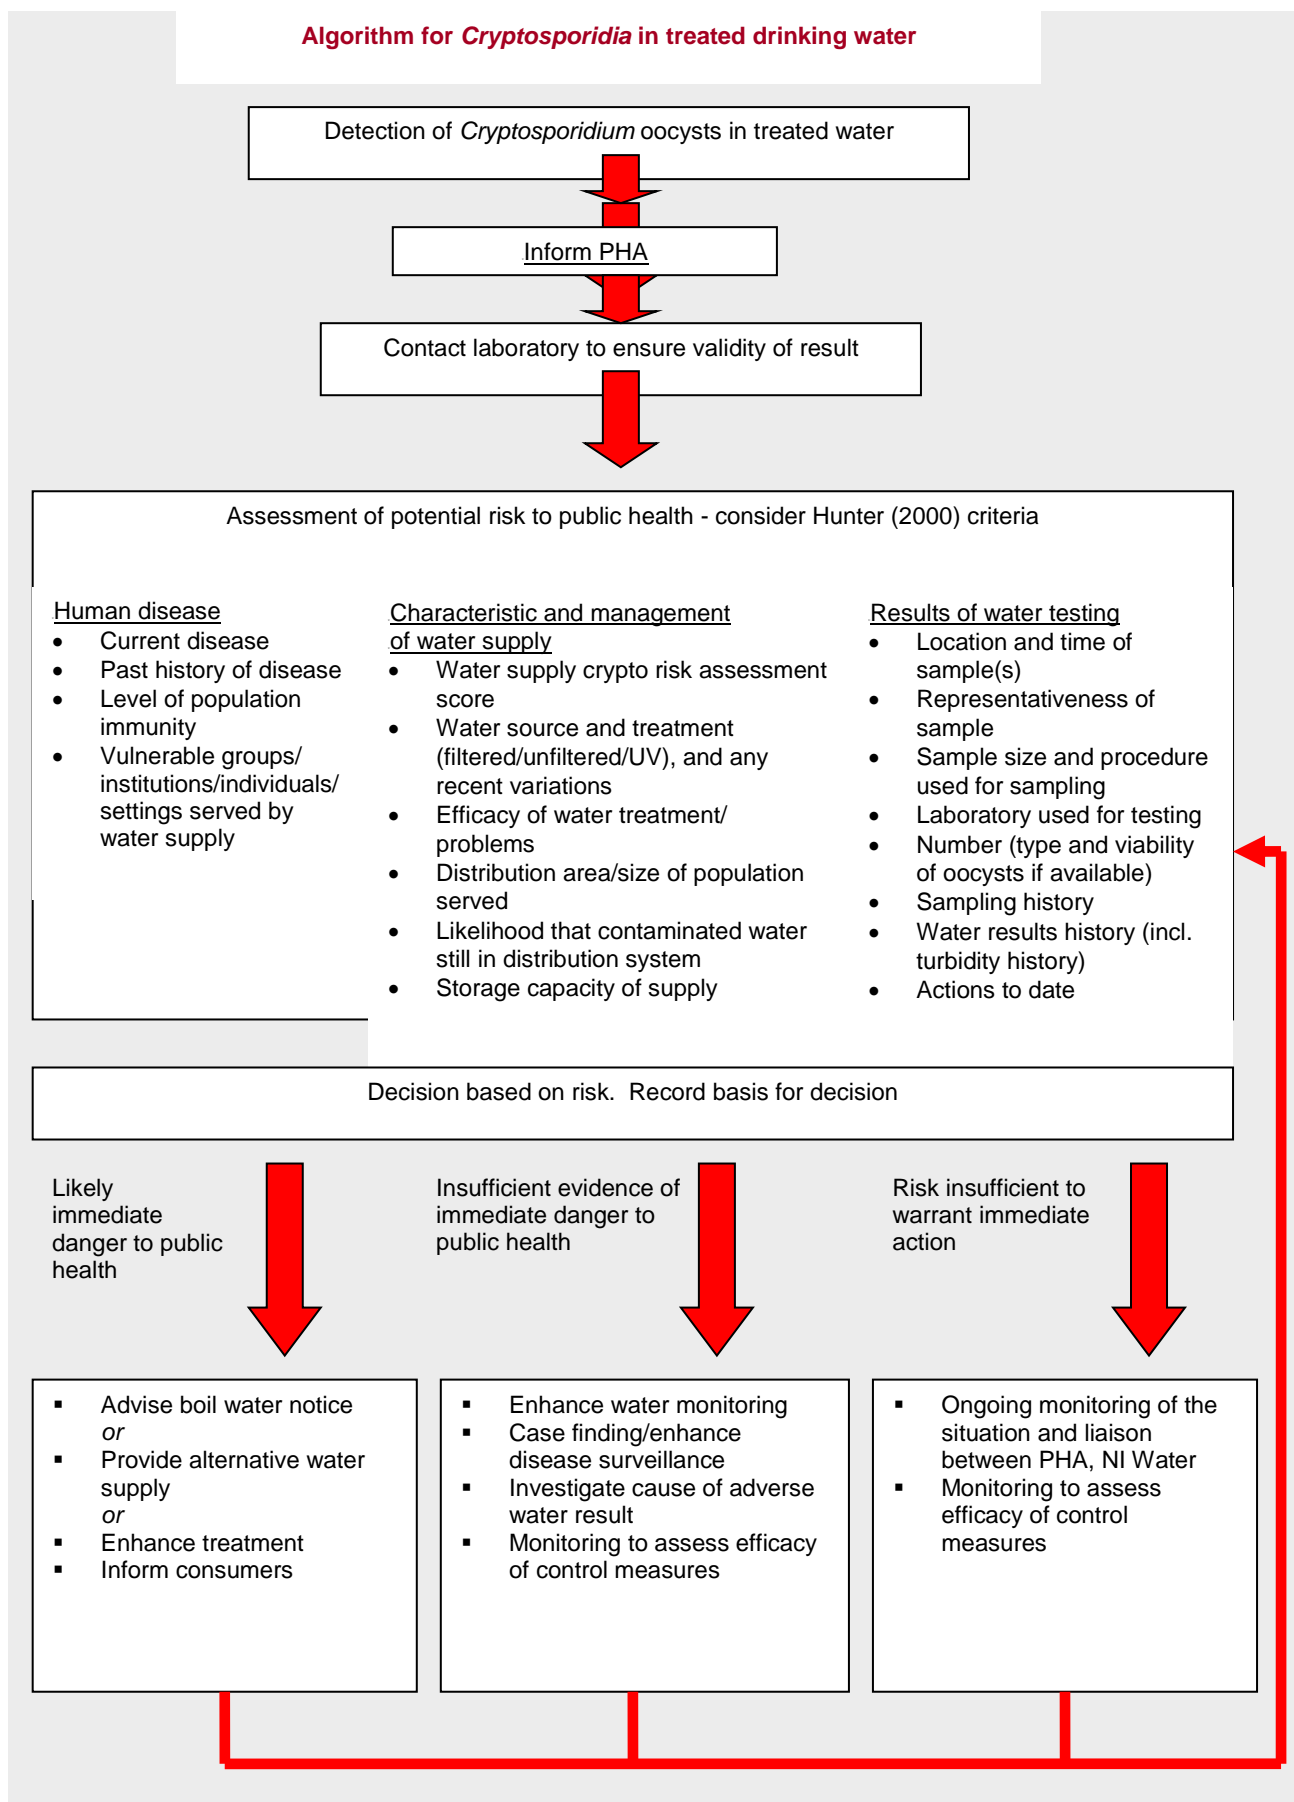 Algorithm for Cryptosporidia in treated drinking water
Detection of Cryptosporidium oocysts in treated water
Inform PHA
Contact laboratory to ensure validity of result
Assessment of potential risk to public health - consider Hunter (2000) criteria
Human disease
• Current disease
• Past history of disease
• Level of population
immunity
• Vulnerable groups/
institutions/individuals/
settings served by
water supply
Characteristic and management
of water supply
• Water supply crypto risk assessment
score
• Water source and treatment
(filtered/unfiltered/UV), and any
recent variations
• Efficacy of water treatment/
problems
• Distribution area/size of population
served
• Likelihood that contaminated water
still in distribution system
• Storage capacity of supply
Results of water testing
• Location and time of
sample(s)
• Representativeness of
sample
• Sample size and procedure
used for sampling
• Laboratory used for testing
• Number (type and viability
of oocysts if available)
• Sampling history
• Water results history (incl.
turbidity history)
• Actions to date
Decision based on risk. Record basis for decision
Likely
immediate
danger to public
health
Insufficient evidence of
immediate danger to
public health
Risk insufficient to
warrant immediate
action
▪ Advise boil water notice
or
▪ Provide alternative water
supply
or
▪ Enhance treatment
▪ Inform consumers
▪ Enhance water monitoring
▪ Case finding/enhance
disease surveillance
▪ Investigate cause of adverse
water result
▪ Monitoring to assess efficacy
of control measures
▪ Ongoing monitoring of the
situation and liaison
between PHA, NI Water
▪ Monitoring to assess
efficacy of control
measures